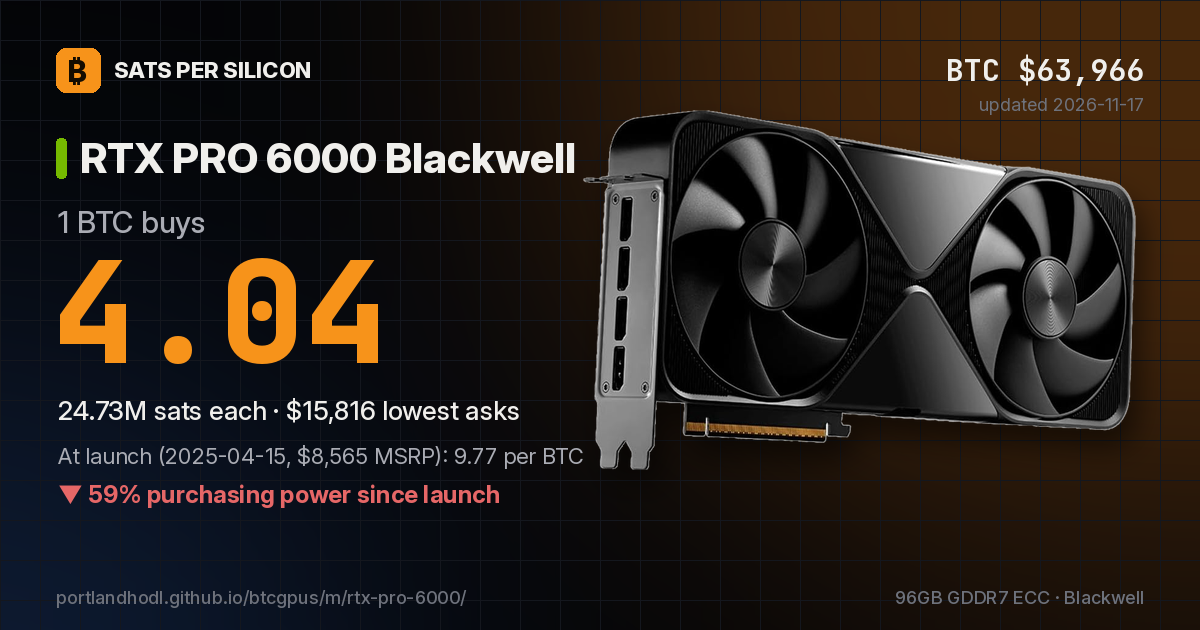 ₿ SATS PER SILICON
BTC $63,966
updated 2026-11-17
RTX PRO 6000 Blackwell
1 BTC buys
4.04
24.73M sats each · $15,816 lowest asks
At launch (2025-04-15, $8,565 MSRP): 9.77 per BTC
▼ 59% purchasing power since launch
portlandhodl.github.io/btcgpus/m/rtx-pro-6000/
96GB GDDR7 ECC · Blackwell